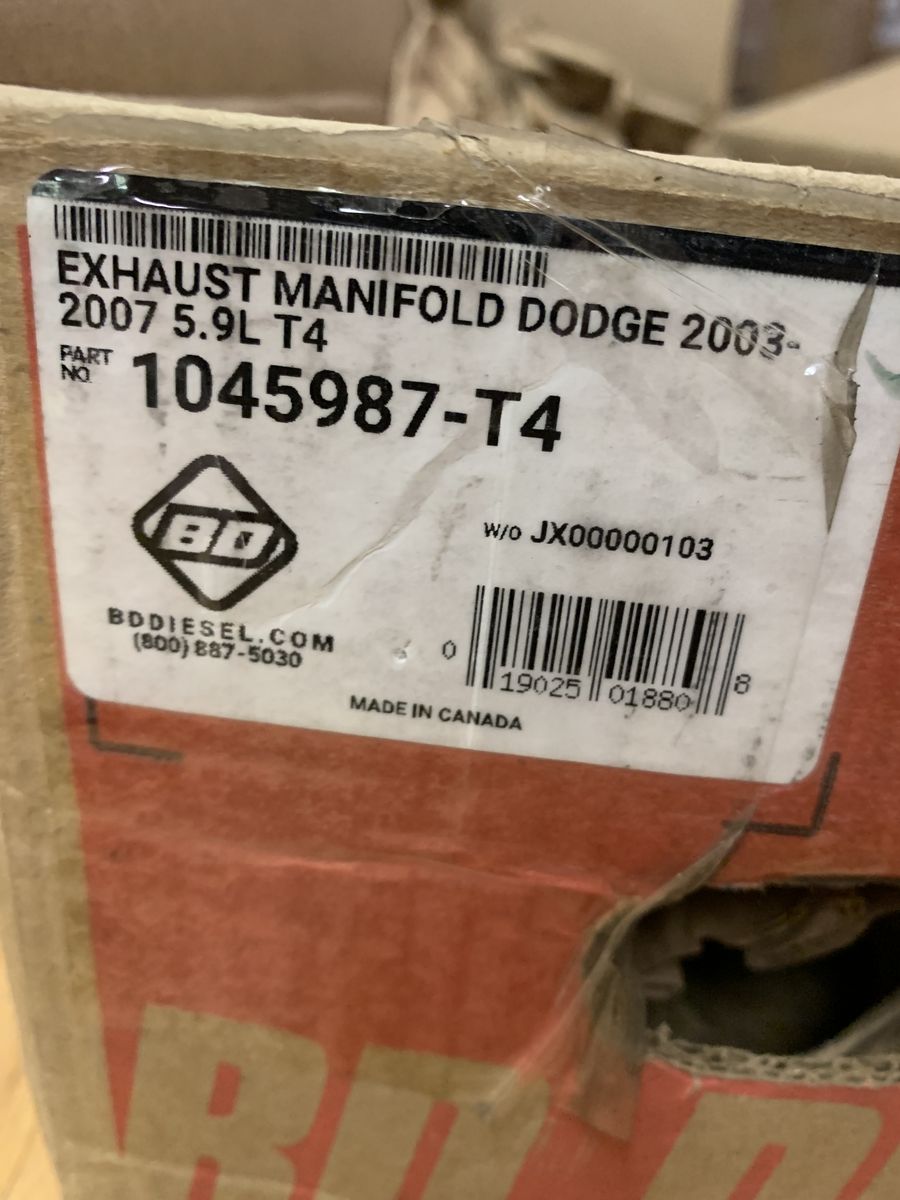 EXHAUST MANIFOLD DODGE 2003-
2007 5.9L T4
PART NO. 1045987-T4
BD
W/O JX00000103
BDDIESEL.COM
(800) 887-5030
0 19025 01880 8
MADE IN CANADA
BD